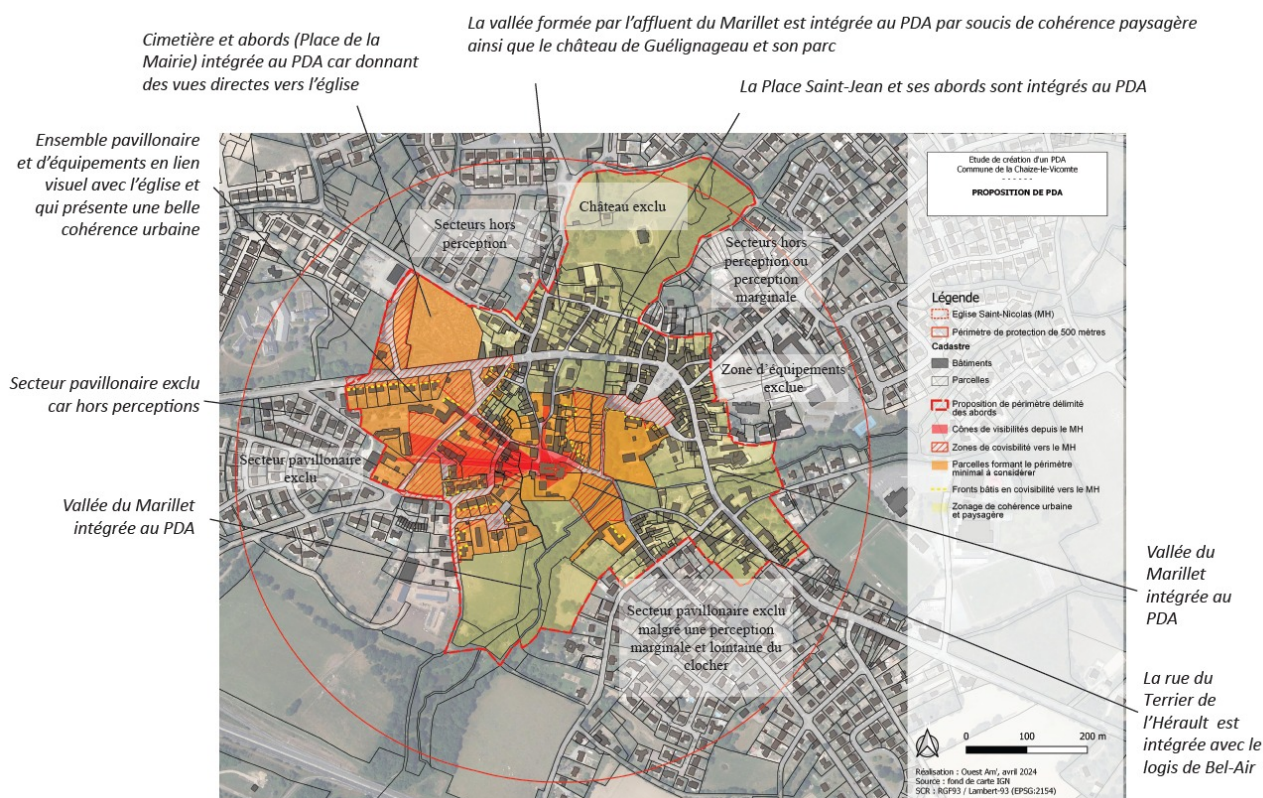 La vallée formée par l'affluent du Marillet est intégrée au PDA par soucis de cohérence paysagère
ainsi que le château de Guélignageau et son parc
Cimetière et abords (Place de la
Mairie) intégrée au PDA car donnant
des vues directes vers l'église
La Place Saint-Jean et ses abords sont intégrés au PDA
Ensemble pavillonaire
et d'équipements en lien
visuel avec l'église et
qui présente une belle
cohérence urbaine
Secteur pavillonaire exclu
car hors perceptions
Vallée du Marillet
intégrée au PDA
Secteurs hors
perception
Château exclu
Secteurs hors
perception ou
perception
marginale
Zone d'équipements
exclue
Secteur pavillonaire
exclu
Secteur pavillonaire exclu
malgré une perception
marginale et lointaine du
clocher
Etude de création d'un PDA
Commune de la Chaize-le-Vicomte
------
PROPOSITION DE PDA
Légende
Eglise Saint-Nicolas (MH)
Périmètre de protection de 500 mètres
Cadastre
Bâtiments
Parcelles
Proposition de périmètre délimité
des abords
Cônes de visibilités depuis le MH
Zones de covisibilité vers le MH
Parcelles formant le périmètre
minimal à considérer
Fronts bâtis en covisibilité vers le MH
Zonage de cohérence urbaine
et paysagère
0 100 200 m
Réalisation : Ouest Am', avril 2024
Source : fond de carte IGN
SCR : RGF93 / Lambert-93 (EPSG:2154)
Vallée du
Marillet
intégrée au
PDA
La rue du
Terrier de
l'Hérault est
intégrée avec le
logis de Bel-Air